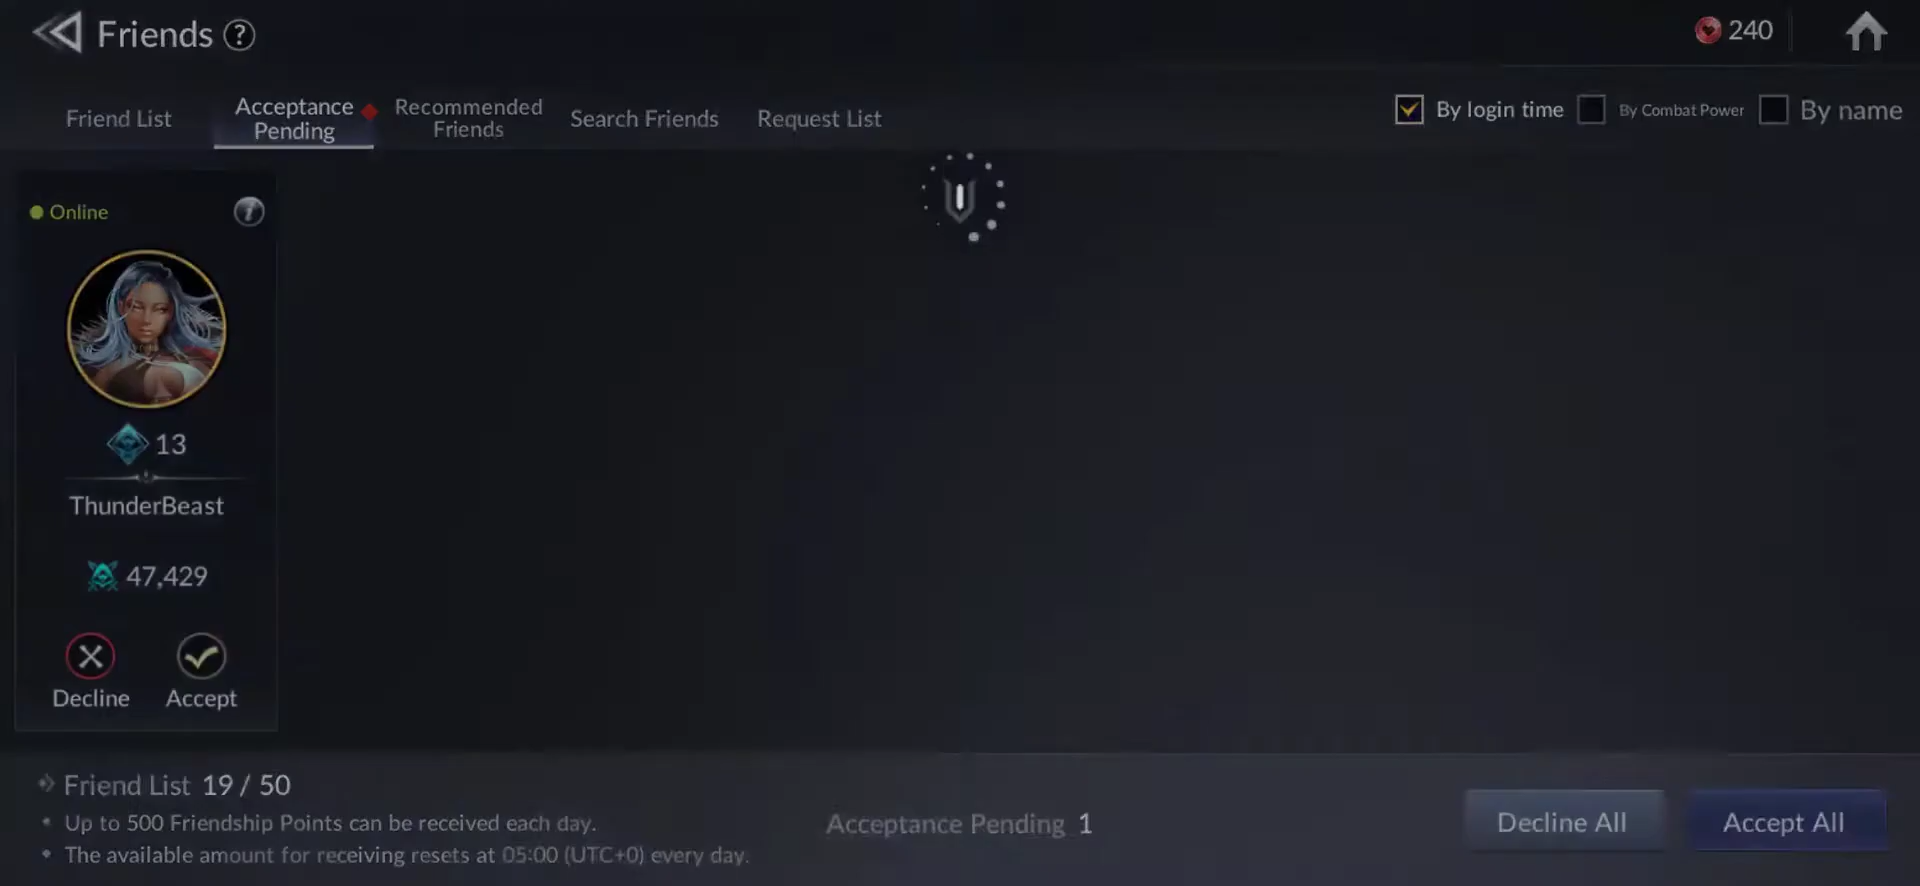 Friends ?
240
Friend List
Acceptance
Pending
Recommended
Friends
Search Friends
Request List
By login time
By Combat Power
By name
Online
i
13
ThunderBeast
47,429
Decline
Accept
Friend List 19 / 50
Up to 500 Friendship Points can be received each day.
The available amount for receiving resets at 05:00 (UTC+0) every day.
Acceptance Pending 1
Decline All
Accept All